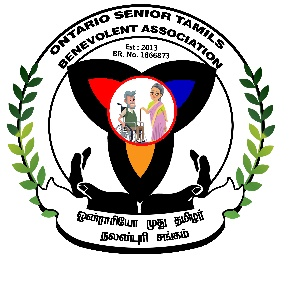 ONTARIO SENIOR TAMILS
BENEVOLENT ASSOCIATION
Est : 2013
BR. No. 1866873
ஒன்ராறியோ முது தமிழர்
நலன்புரி சங்கம்